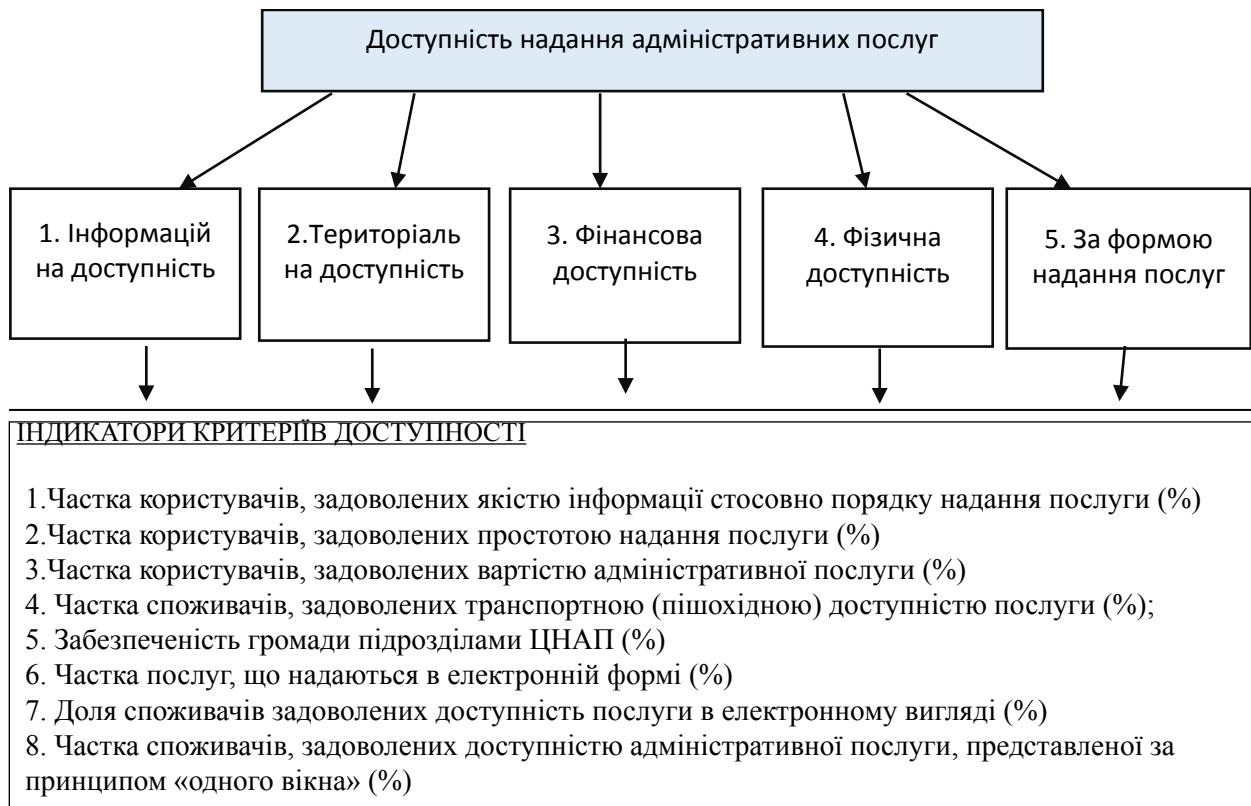 Доступність надання адміністративних послуг
1. Інформацій
на доступність
2.Територіаль
на доступність
3. Фінансова
доступність
4. Фізична
доступність
5. За формою
надання послуг
ІНДИКАТОРИ КРИТЕРІЇВ ДОСТУПНОСТІ
1.Частка користувачів, задоволених якістю інформації стосовно порядку надання послуги (%)
2.Частка користувачів, задоволених простотою надання послуги (%)
3.Частка користувачів, задоволених вартістю адміністративної послуги (%)
4. Частка споживачів, задоволених транспортною (пішохідною) доступністю послуги (%);
5. Забезпеченість громади підрозділами ЦНАП (%)
6. Частка послуг, що надаються в електронній формі (%)
7. Доля споживачів задоволених доступність послуги в електронному вигляді (%)
8. Частка споживачів, задоволених доступністю адміністративної послуги, представленої за
принципом «одного вікна» (%)